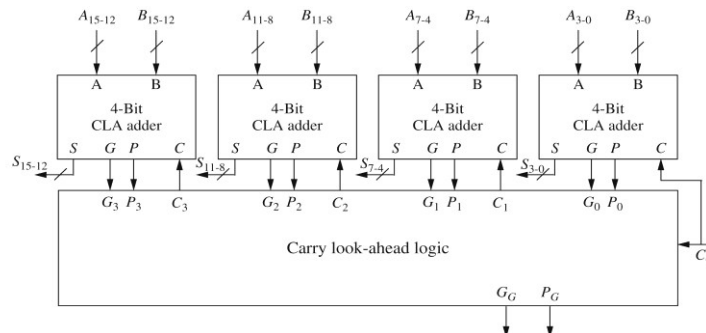 A15-12 B15-12 A11-8 B11-8 A7-4 B7-4 A3-0 B3-0
A B A B A B A B
4-Bit CLA adder
4-Bit CLA adder
4-Bit CLA adder
4-Bit CLA adder
S G P C S G P C S G P C S G P C
S15-12 S11-8 S7-4 S3-0
G3 P3 C3 G2 P2 C2 G1 P1 C1 G0 P0
Carry look-ahead logic
C
GG PG